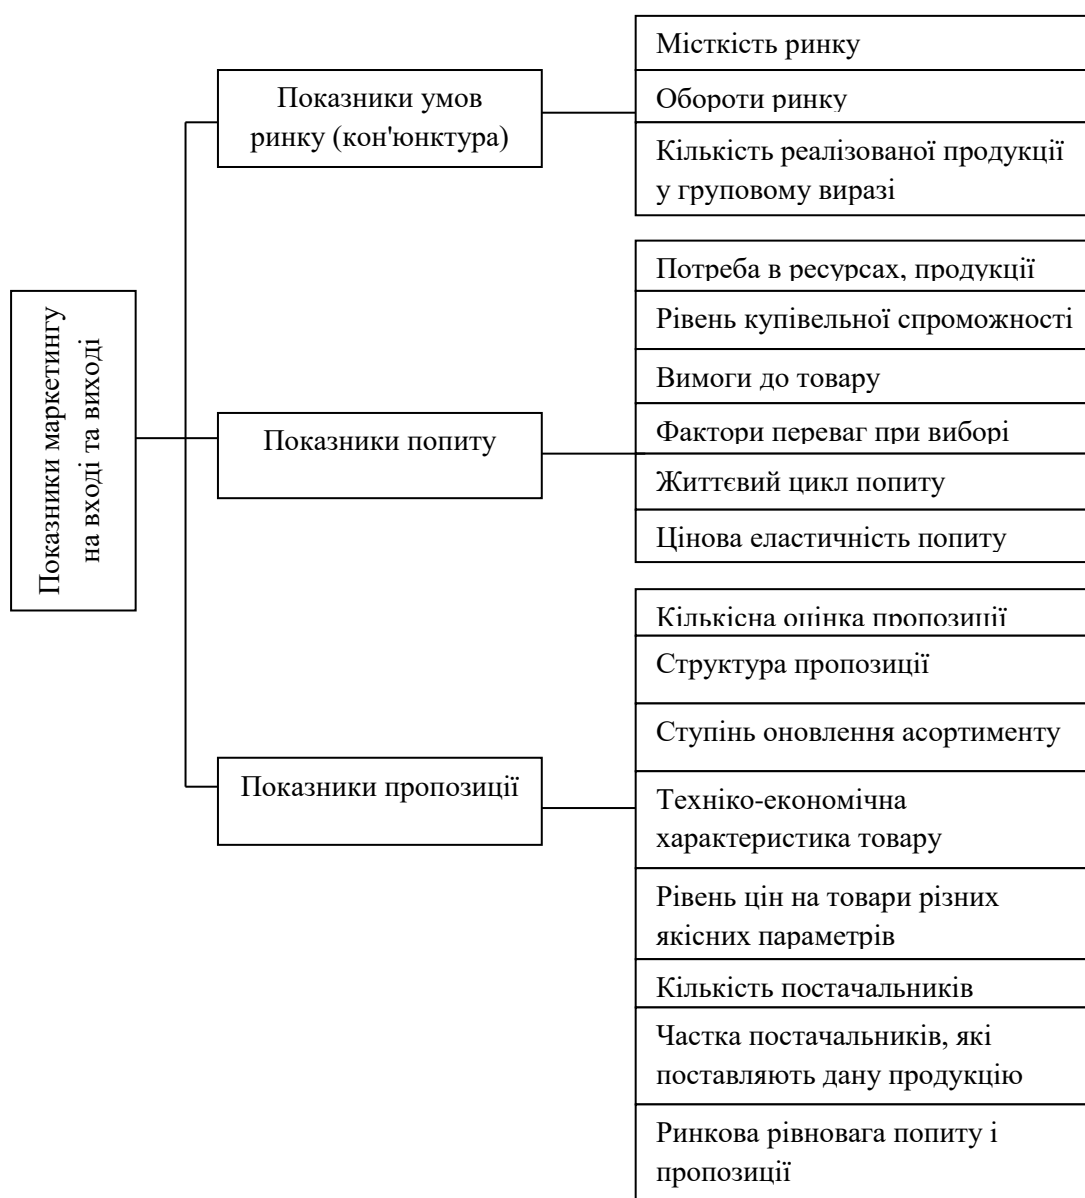 Показники маркетингу
на вході та виході
Показники умов
ринку (кон'юнктура)
Місткість ринку
Обороти ринку
Кількість реалізованої продукції
у груповому виразі
Показники попиту
Потреба в ресурсах, продукції
Рівень купівельної спроможності
Вимоги до товару
Фактори переваг при виборі
Життєвий цикл попиту
Цінова еластичність попиту
Показники пропозиції
Кількісна оцінка пропозиції
Структура пропозиції
Ступінь оновлення асортименту
Техніко-економічна
характеристика товару
Рівень цін на товари різних
якісних параметрів
Кількість постачальників
Частка постачальників, які
поставляють дану продукцію
Ринкова рівновага попиту і
пропозиції